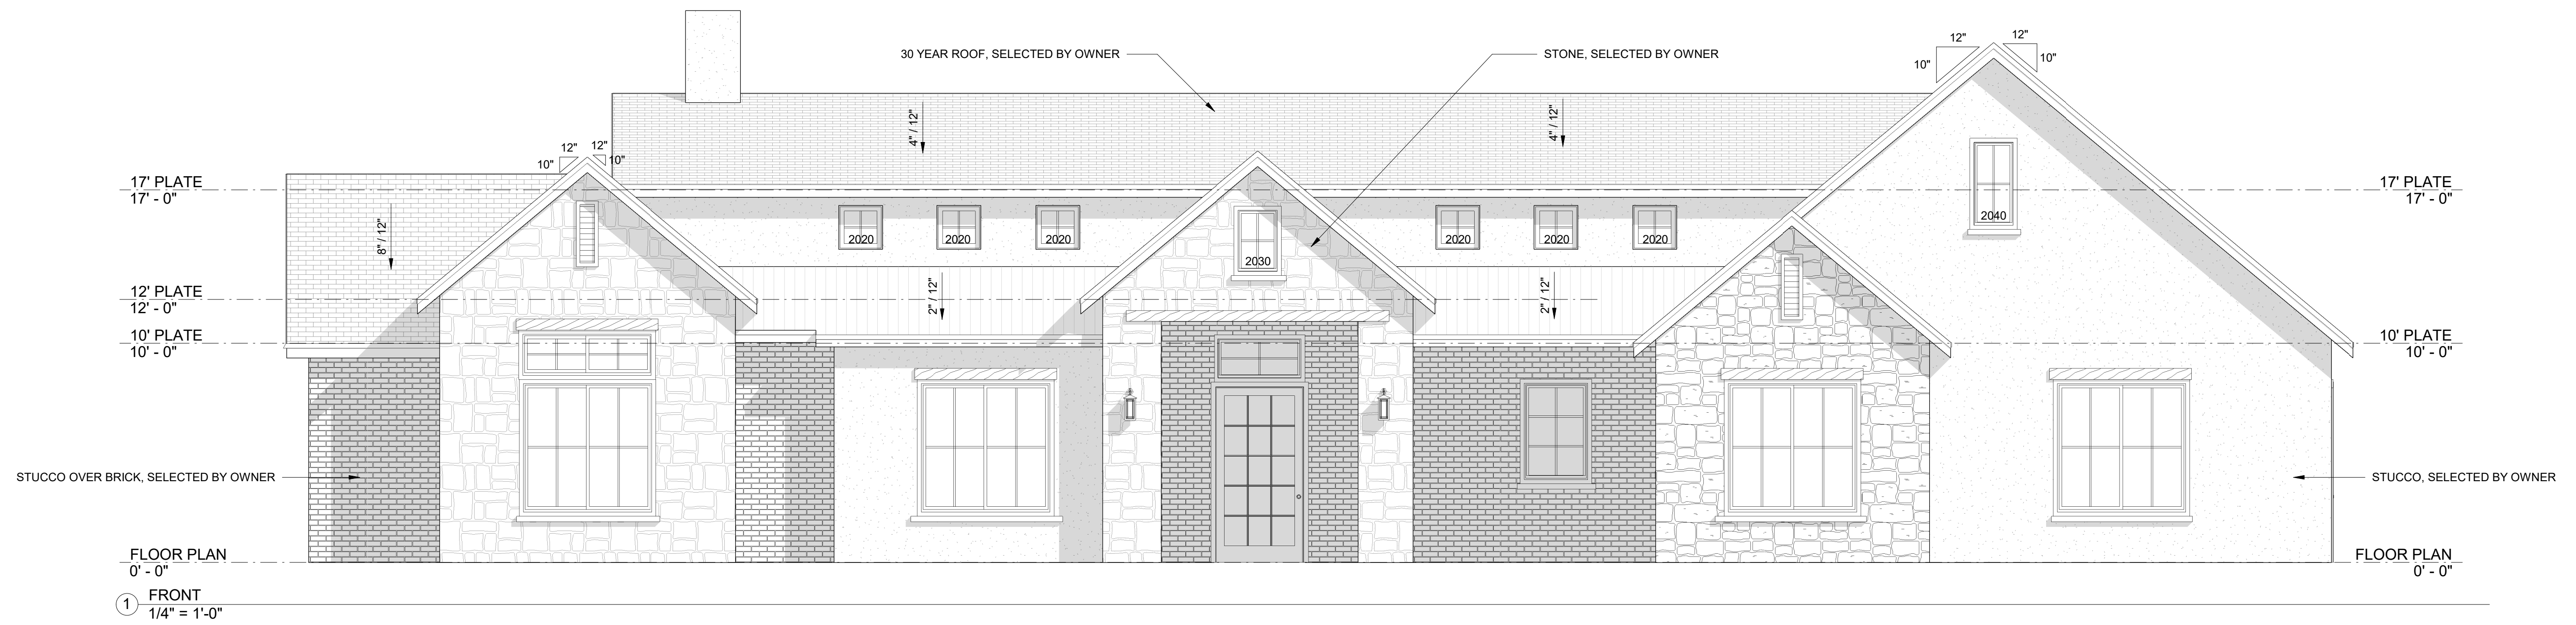 30 YEAR ROOF, SELECTED BY OWNER
STONE, SELECTED BY OWNER
12"
12"
10"
10"
4" / 12"
4" / 12"
12"
12"
10"
10"
17' PLATE
17' - 0"
17' PLATE
17' - 0"
8" / 12"
2020
2020
2020
2030
2020
2020
2020
2040
12' PLATE
12' - 0"
2" / 12"
2" / 12"
10' PLATE
10' - 0"
10' PLATE
10' - 0"
STUCCO OVER BRICK, SELECTED BY OWNER
STUCCO, SELECTED BY OWNER
FLOOR PLAN
0' - 0"
FLOOR PLAN
0' - 0"
1
FRONT
1/4" = 1'-0"